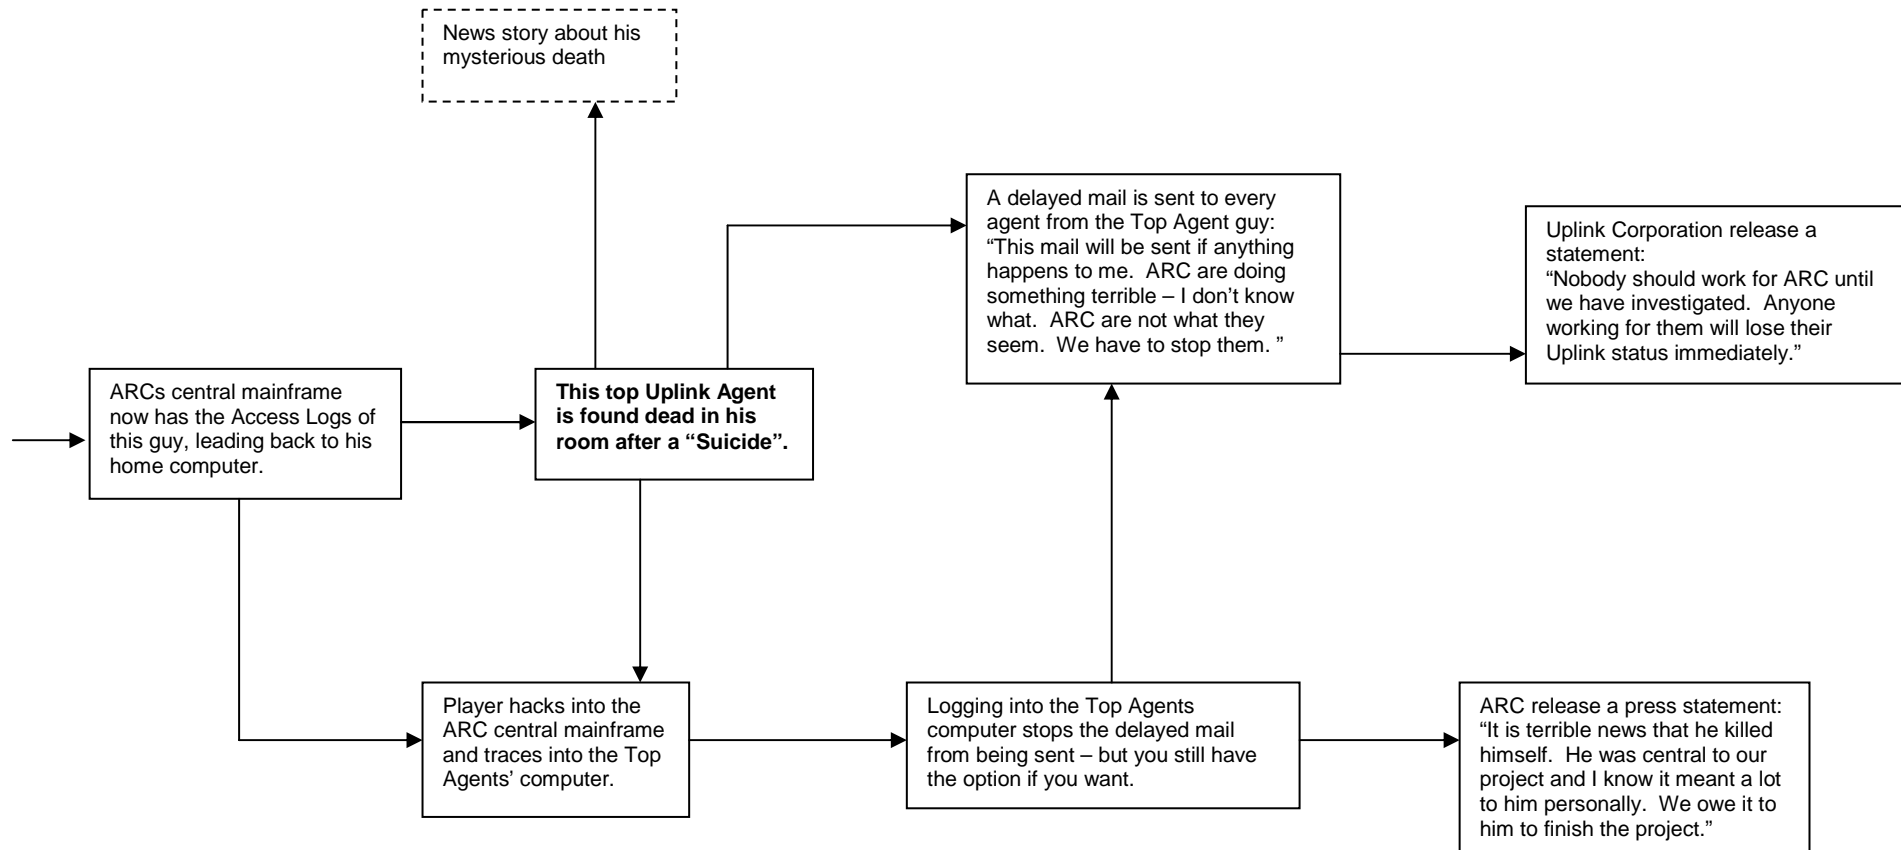 News story about his
mysterious death
A delayed mail is sent to every
agent from the Top Agent guy:
“This mail will be sent if anything
happens to me.  ARC are doing
something terrible – I don’t know
what.  ARC are not what they
seem.  We have to stop them. ”
Uplink Corporation release a
statement:
“Nobody should work for ARC until
we have investigated.  Anyone
working for them will lose their
Uplink status immediately.”
ARCs central mainframe
now has the Access Logs of
this guy, leading back to his
home computer.
This top Uplink Agent
is found dead in his
room after a “Suicide”.
Player hacks into the
ARC central mainframe
and traces into the Top
Agents’ computer.
Logging into the Top Agents
computer stops the delayed mail
from being sent – but you still have
the option if you want.
ARC release a press statement:
“It is terrible news that he killed
himself.  He was central to our
project and I know it meant a lot
to him personally.  We owe it to
him to finish the project.”